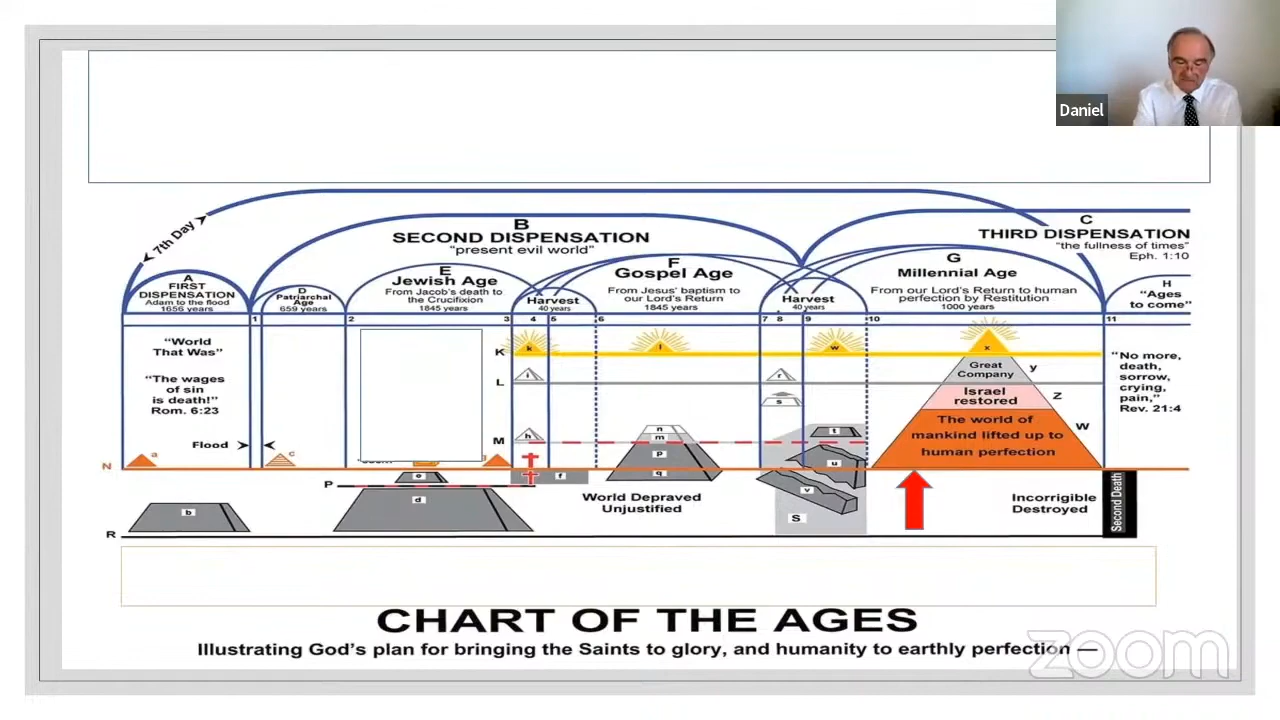 Daniel
7th Day
B
SECOND DISPENSATION
"present evil world"
C
THIRD DISPENSATION
"the fullness of times"
Eph. 1:10
A
FIRST
DISPENSATION
Adam to the flood
1656 years
D
Patriarchal
Age
659 years
E
Jewish Age
From Jacob's death to
the Crucifixion
1845 years
Harvest
40 years
F
Gospel Age
From Jesus' baptism to
our Lord's Return
1845 years
Harvest
40 years
G
Millennial Age
From our Lord's Return to human
perfection by Restitution
1000 years
H
"Ages
to come"
1 2 3 4 5 6 7 8 9 10 11
"World
That Was"
"The wages
of sin
is death!"
Rom. 6:23
Flood
K
k l w x
L
i r
s
M
h n
m
t
N
a c
p
q
f
u
v
S
P
o
d
b
R
Great
Company
y
Israel
restored
Z
The world of
mankind lifted up to
human perfection
W
"No more,
death,
sorrow,
crying,
pain,"
Rev. 21:4
World Depraved
Unjustified
Incorrigible
Destroyed
Second Death
CHART OF THE AGES
Illustrating God's plan for bringing the Saints to glory, and humanity to earthly perfection —
zoom